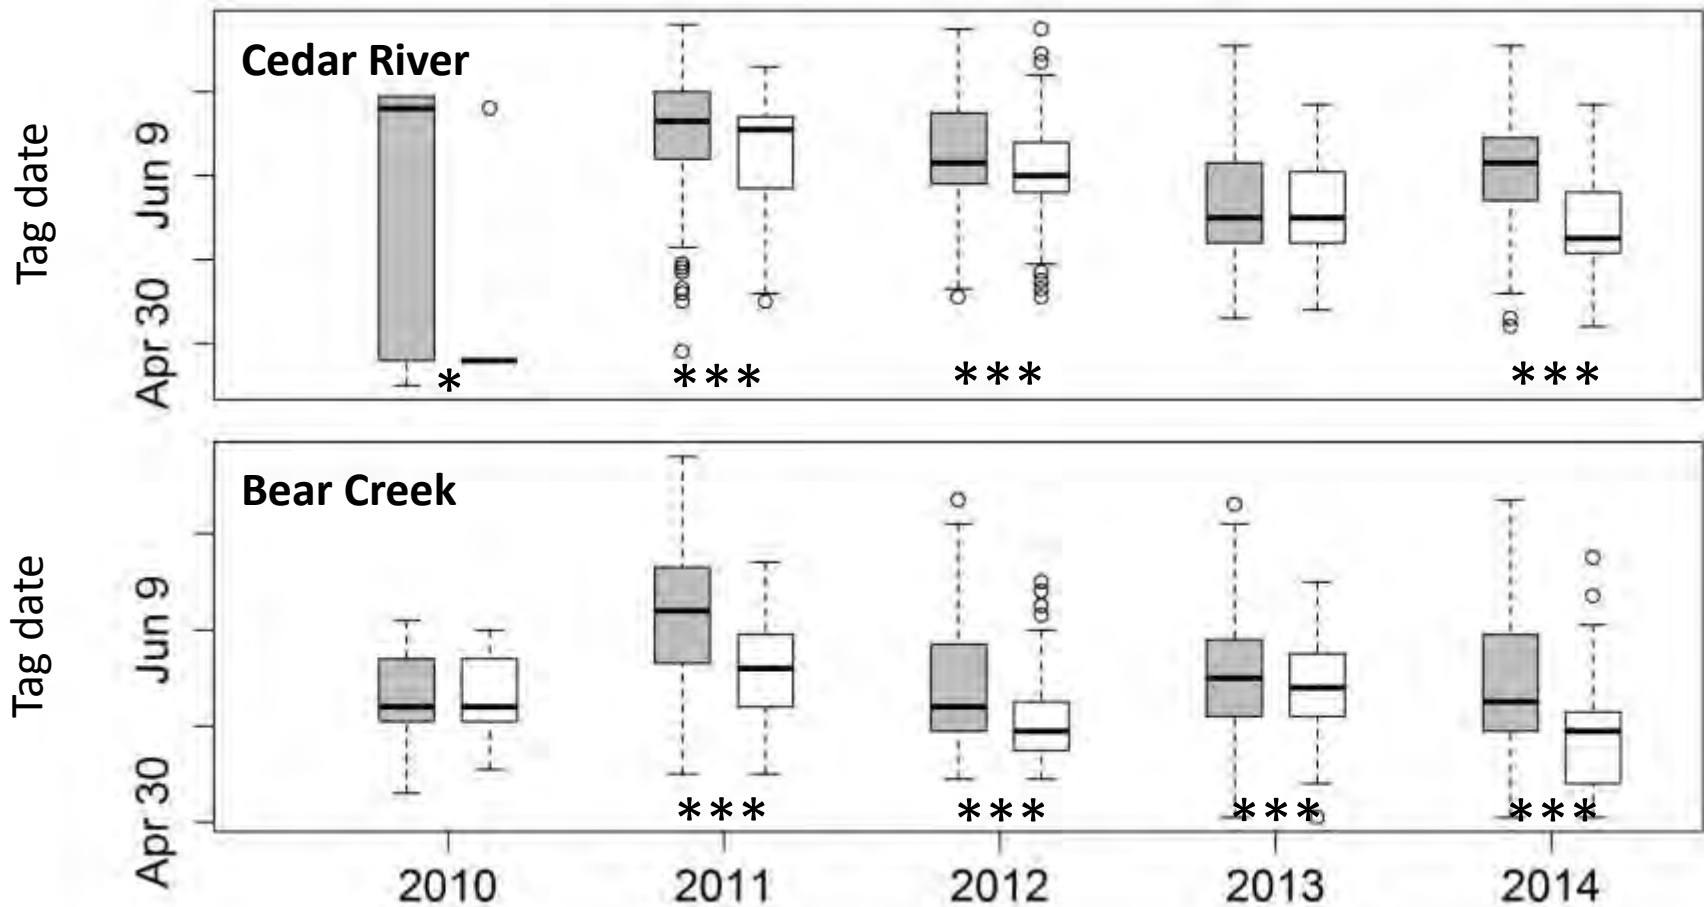 Cedar River
Tag date
Jun 9
Apr 30
*
***
***
***
Bear Creek
Tag date
Jun 9
Apr 30
***
***
***
***
2010 2011 2012 2013 2014